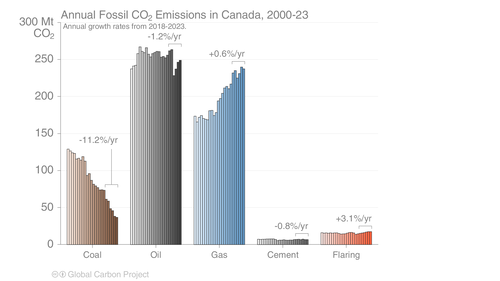 Annual Fossil CO₂ Emissions in Canada, 2000-23
300 Mt CO₂
Annual growth rates from 2018-2023.
-1.2%/yr
+0.6%/yr
250
200
150
-11.2%/yr
100
50
-0.8%/yr
+3.1%/yr
0
Coal
Oil
Gas
Cement
Flaring
Global Carbon Project